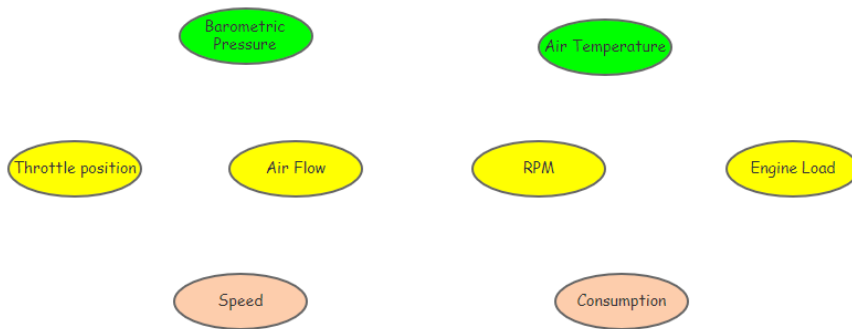 Barometric
Pressure
Air Temperature
Throttle position
Air Flow
RPM
Engine Load
Speed
Consumption